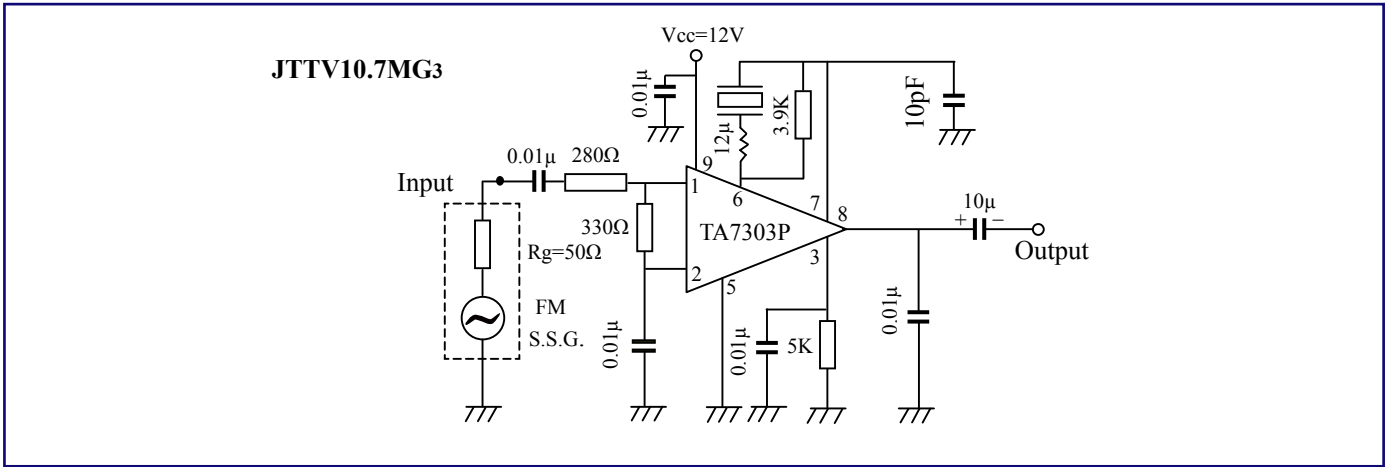 JTTV10.7MG3
Vcc=12V
0.01μ
12μ
3.9K
10pF
0.01μ
280Ω
Input
9
1
6
7
8
10μ
+
−
330Ω
TA7303P
Output
Rg=50Ω
2
3
5
FM
S.S.G.
0.01μ
0.01μ
5K
0.01μ